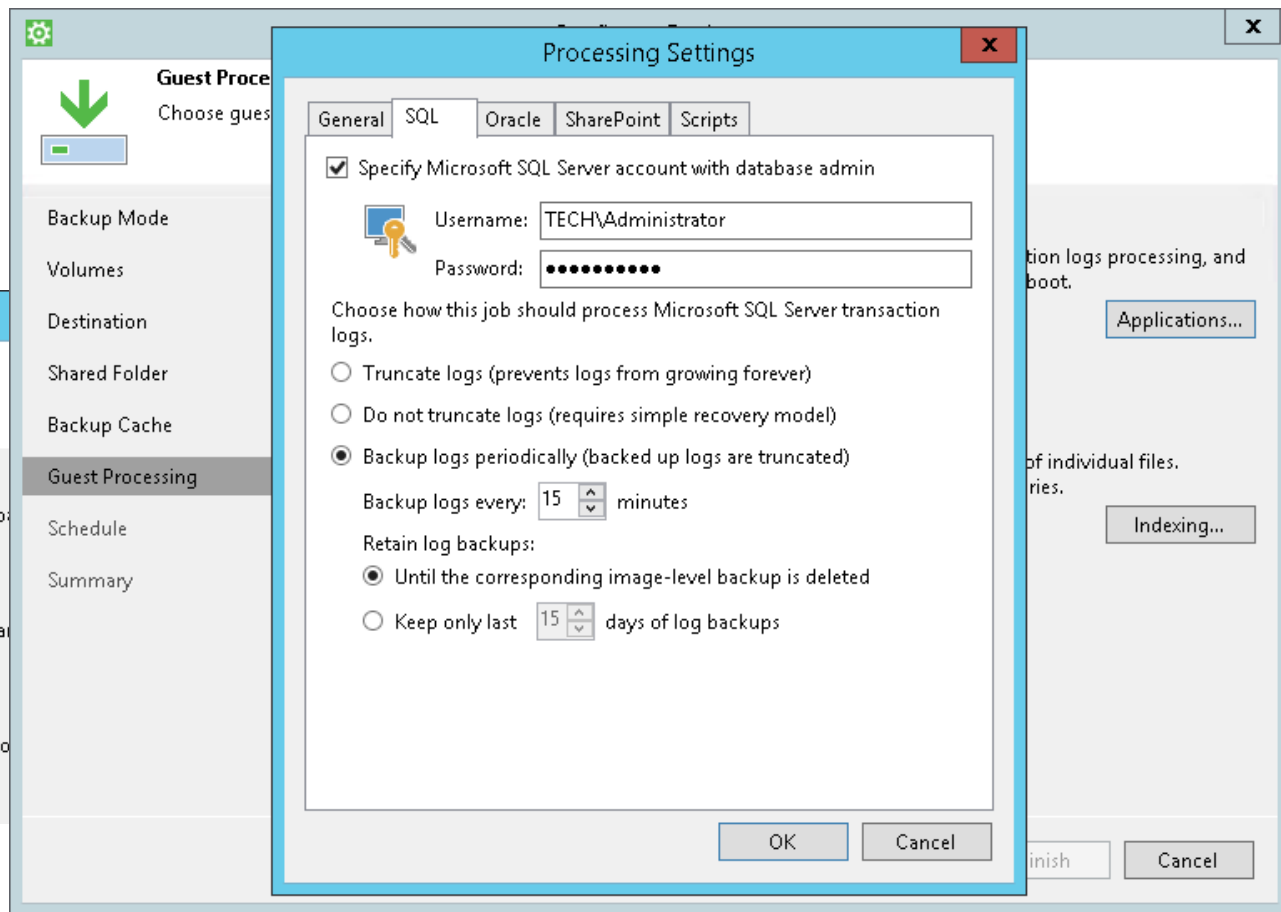 X
Processing Settings
X
Guest Proce
Choose gues
General
SQL
Oracle
SharePoint
Scripts
Specify Microsoft SQL Server account with database admin
Username: TECH\Administrator
Password: ●●●●●●●●●●
Choose how this job should process Microsoft SQL Server transaction
logs.
Truncate logs (prevents logs from growing forever)
Do not truncate logs (requires simple recovery model)
Backup logs periodically (backed up logs are truncated)
Backup logs every: 15 minutes
Retain log backups:
Until the corresponding image-level backup is deleted
Keep only last 15 days of log backups
OK
Cancel
Backup Mode
Volumes
Destination
Shared Folder
Backup Cache
Guest Processing
Schedule
Summary
tion logs processing, and
boot.
Applications...
of individual files.
ries.
Indexing...
inish
Cancel